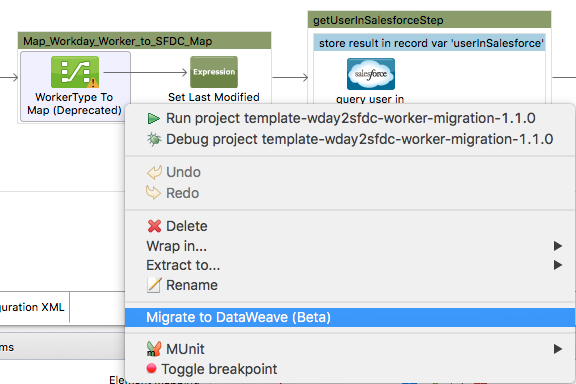 getUserInSalesforceStep
Map_Workday_Worker_to_SFDC_Map
store result in record var 'userInSalesforce'
Expression
salesforce
WorkerType To
Map (Deprecated)
Set Last Modified
query user in
Run project template-wday2sfdc-worker-migration-1.1.0
Debug project template-wday2sfdc-worker-migration-1.1.0
Undo
Redo
Delete
Wrap in...
Extract to...
Rename
guration XML
Migrate to DataWeave (Beta)
ms
MUnit
Toggle breakpoint